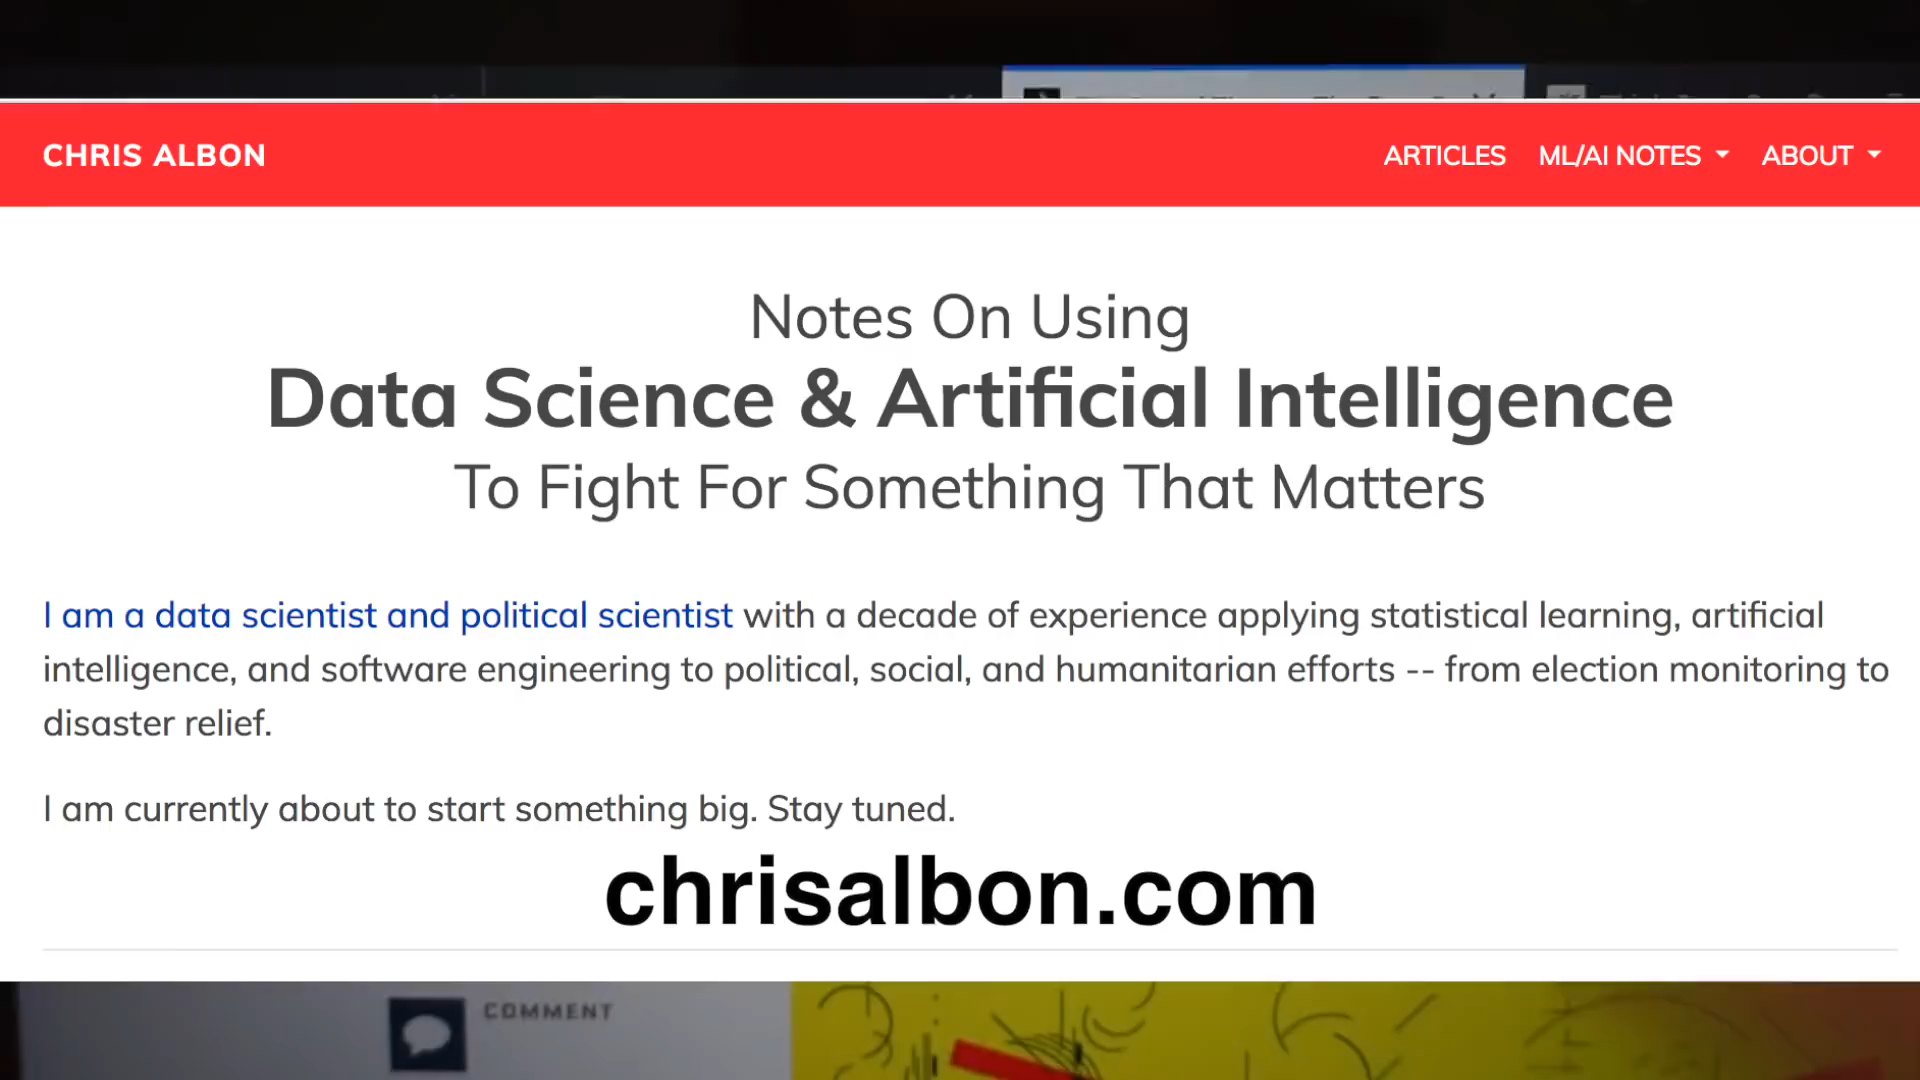 CHRIS ALBON
ARTICLES ML/AI NOTES ABOUT
Notes On Using
Data Science & Artificial Intelligence
To Fight For Something That Matters
I am a data scientist and political scientist with a decade of experience applying statistical learning, artificial
intelligence, and software engineering to political, social, and humanitarian efforts -- from election monitoring to
disaster relief.
I am currently about to start something big. Stay tuned.
chrisalbon.com
COMMENT